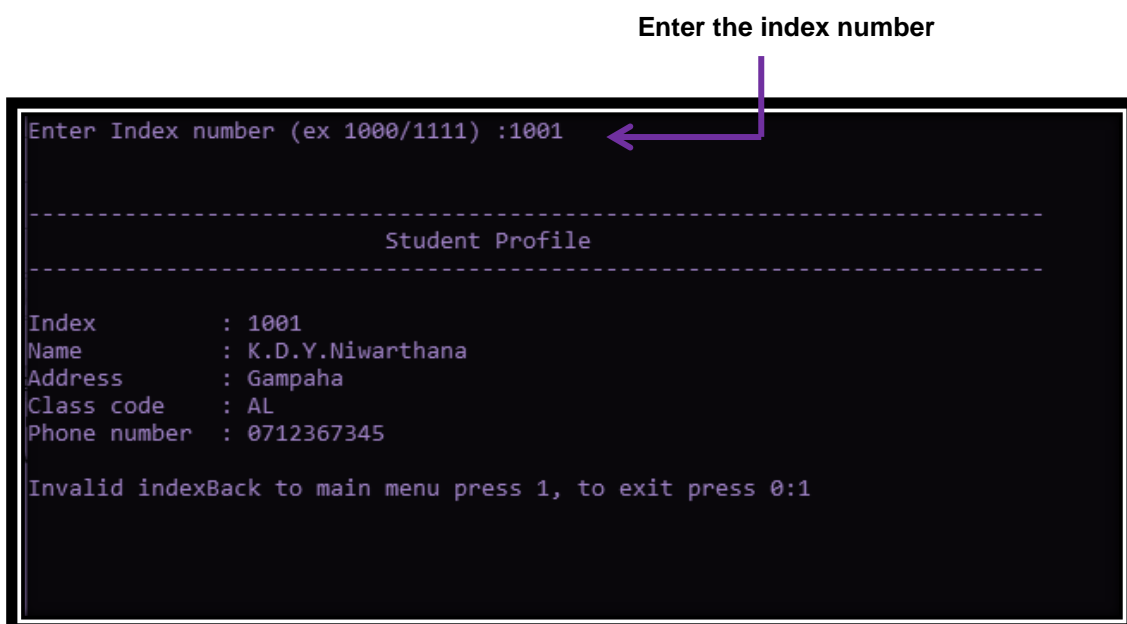 Enter the index number
Enter Index number (ex 1000/1111) :1001
---------------------------------------------------------------------------
Student Profile
---------------------------------------------------------------------------
Index : 1001
Name : K.D.Y.Niwarthana
Address : Gampaha
Class code : AL
Phone number : 0712367345
Invalid indexBack to main menu press 1, to exit press 0:1